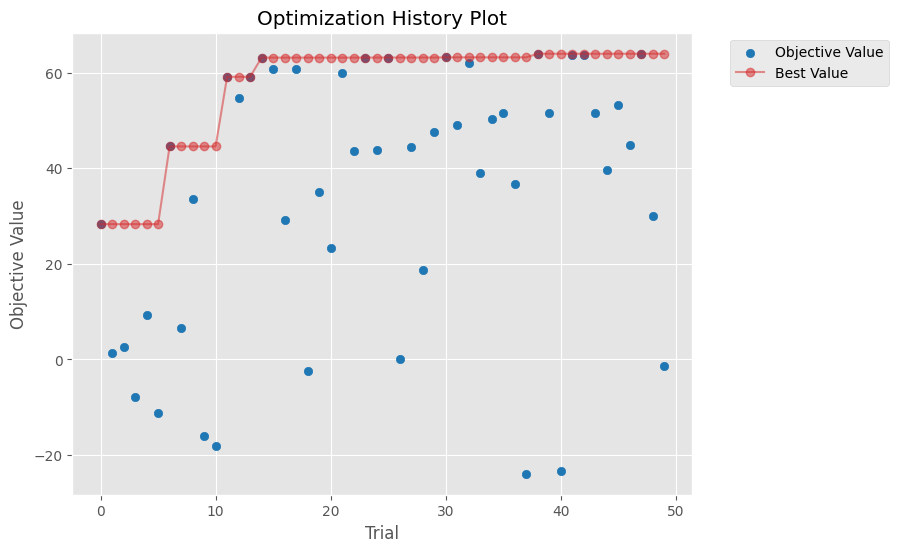 Optimization History Plot
Objective Value
Best Value
Objective Value
60
40
20
0
−20
0 10 20 30 40 50
Trial